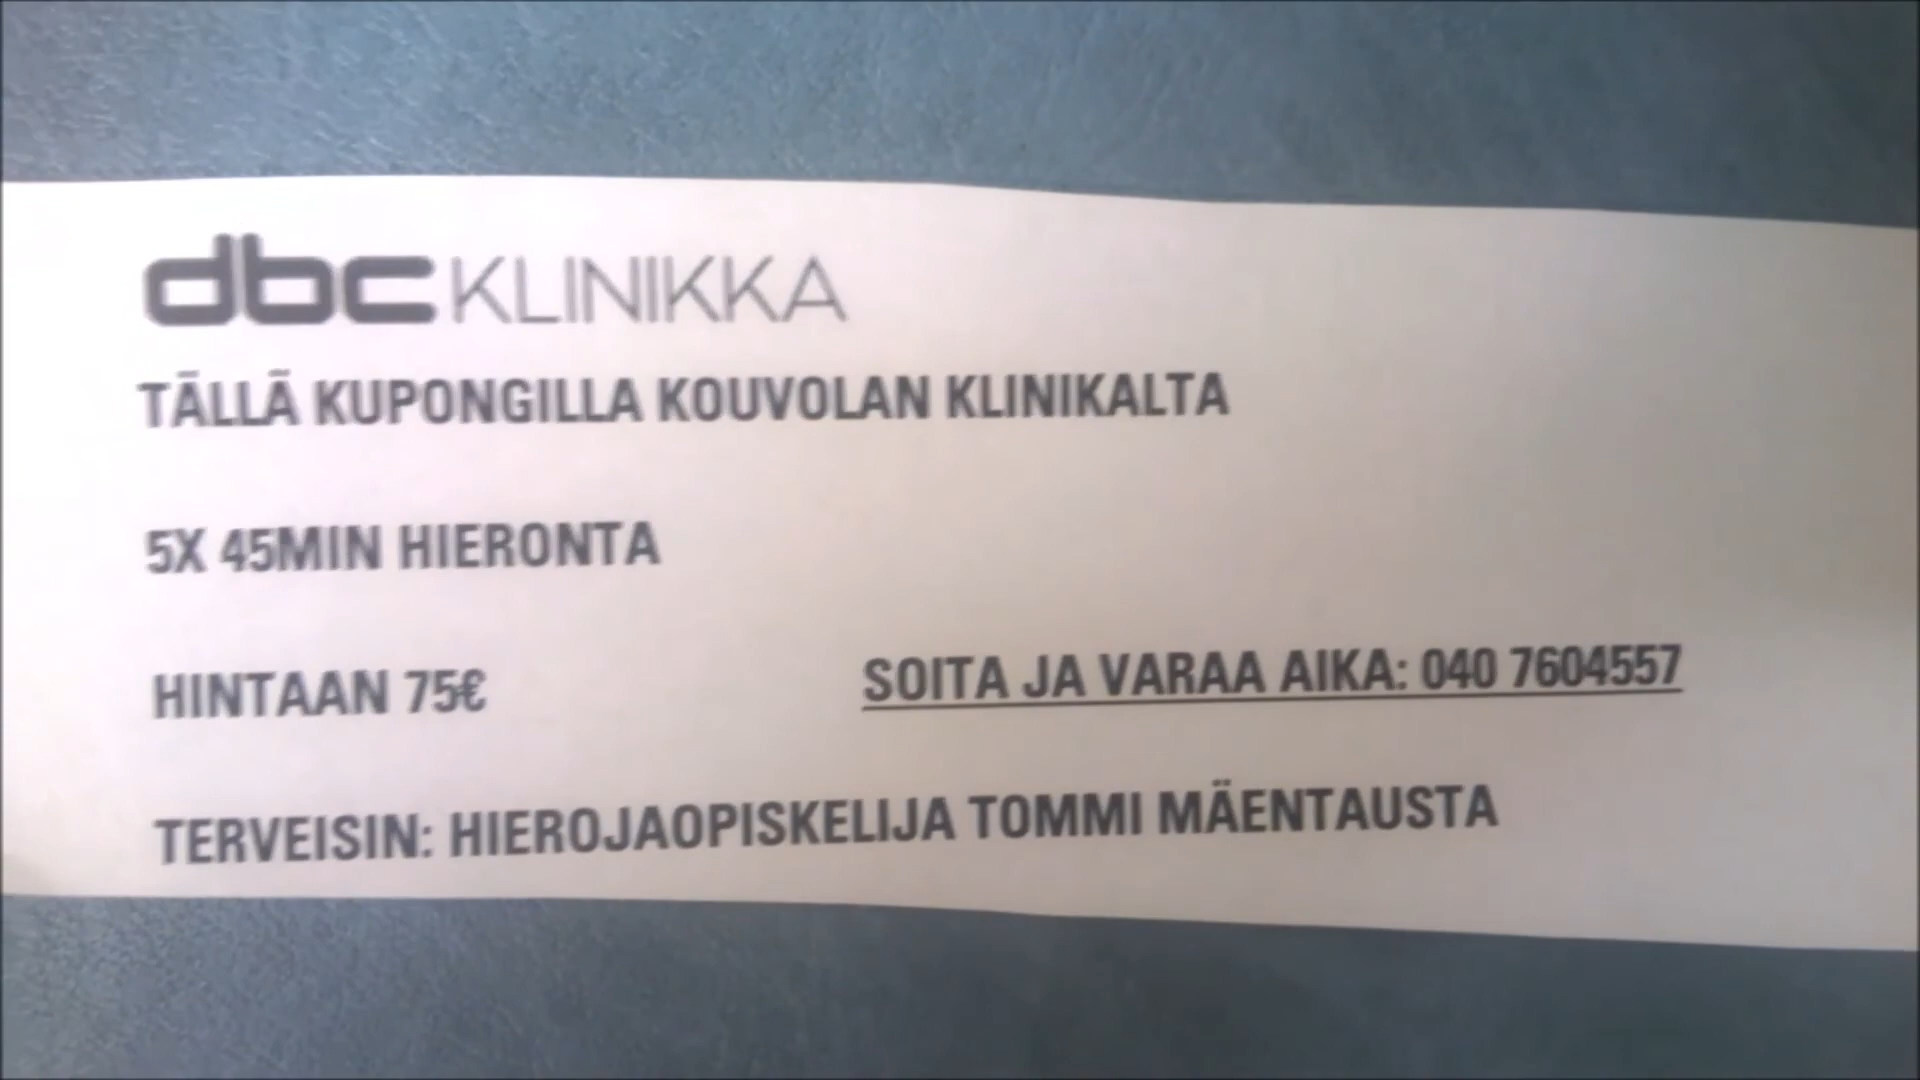 dbc KLINIKKA
TÄLLÄ KUPONGILLA KOUVOLAN KLINIKALTA
5X 45MIN HIERONTA
HINTAAN 75€
SOITA JA VARAA AIKA: 040 7604557
TERVEISIN: HIEROJAOPISKELIJA TOMMI MÄENTAUSTA